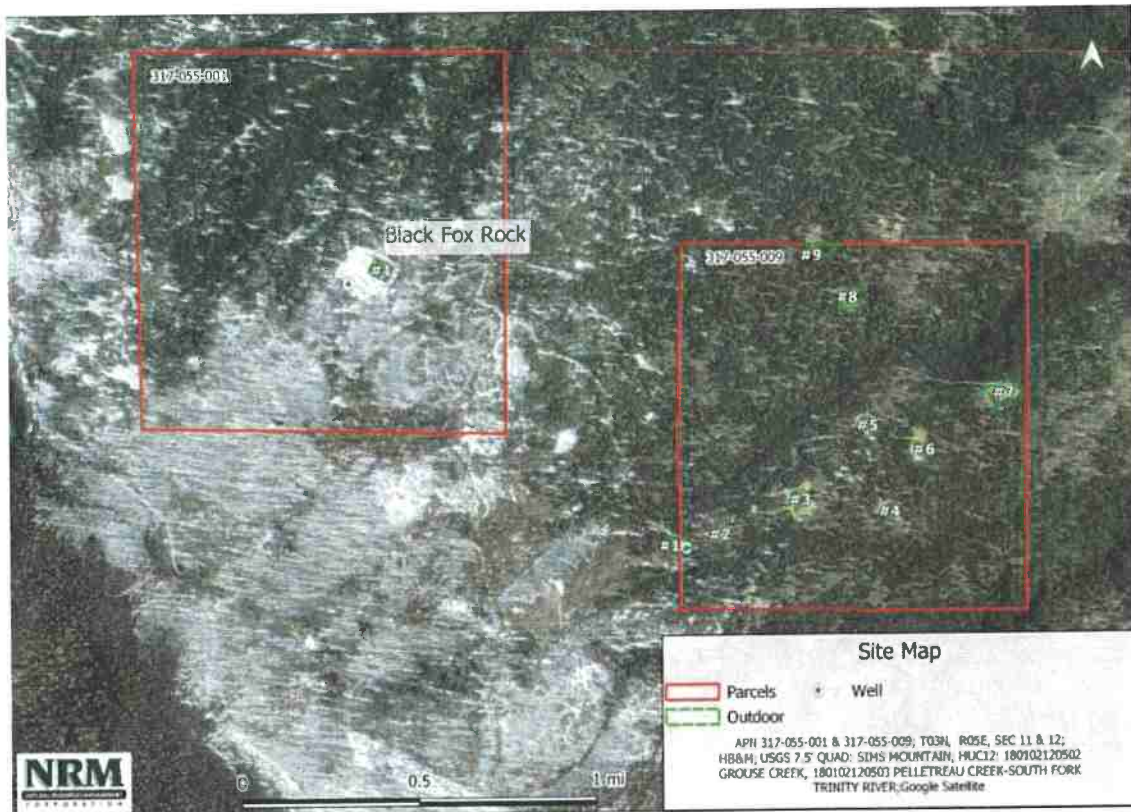 317-055-001
Black Fox Rock
#1
317-055-009
#9
#8
#7
#5
#6
#3
#4
#2
Site Map
Parcels
Well
Outdoor
APN 317-055-001 & 317-055-009; T03N, R05E, SEC 11 & 12;
HB&M; USGS 7.5' QUAD: SIMS MOUNTAIN; HUC12: 180102120502
GROUSE CREEK, 180102120503 PELLETREAU CREEK-SOUTH FORK
TRINITY RIVER;Google Satellite
NRM
CORPORATION
0 0.5 1 mi